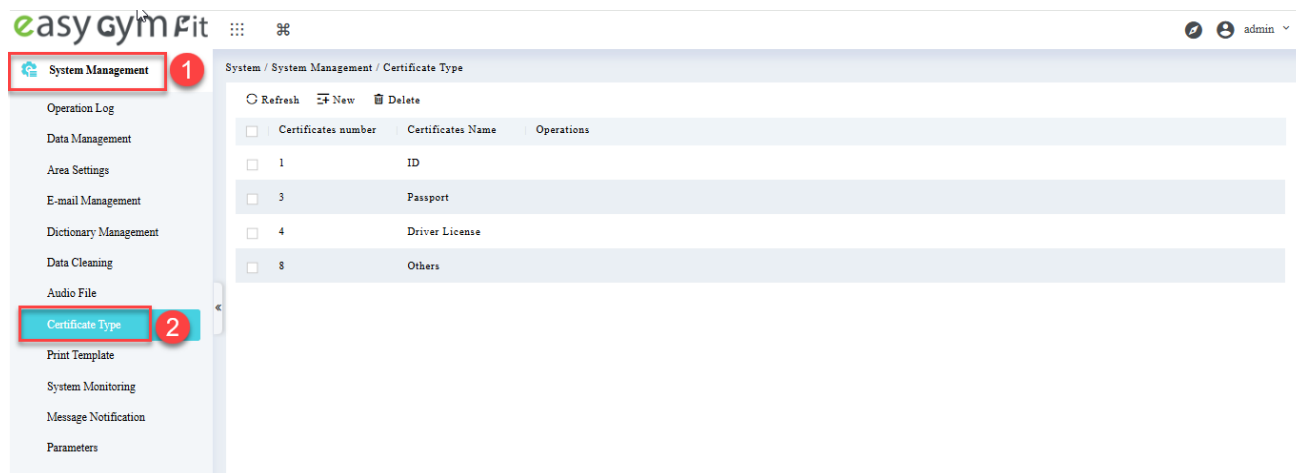 easy Gym Fit
admin
System Management 1
System / System Management / Certificate Type
Refresh New Delete
Certificates number Certificates Name Operations
1 ID
3 Passport
4 Driver License
8 Others
Operation Log
Data Management
Area Settings
E-mail Management
Dictionary Management
Data Cleaning
Audio File
Certificate Type 2
Print Template
System Monitoring
Message Notification
Parameters